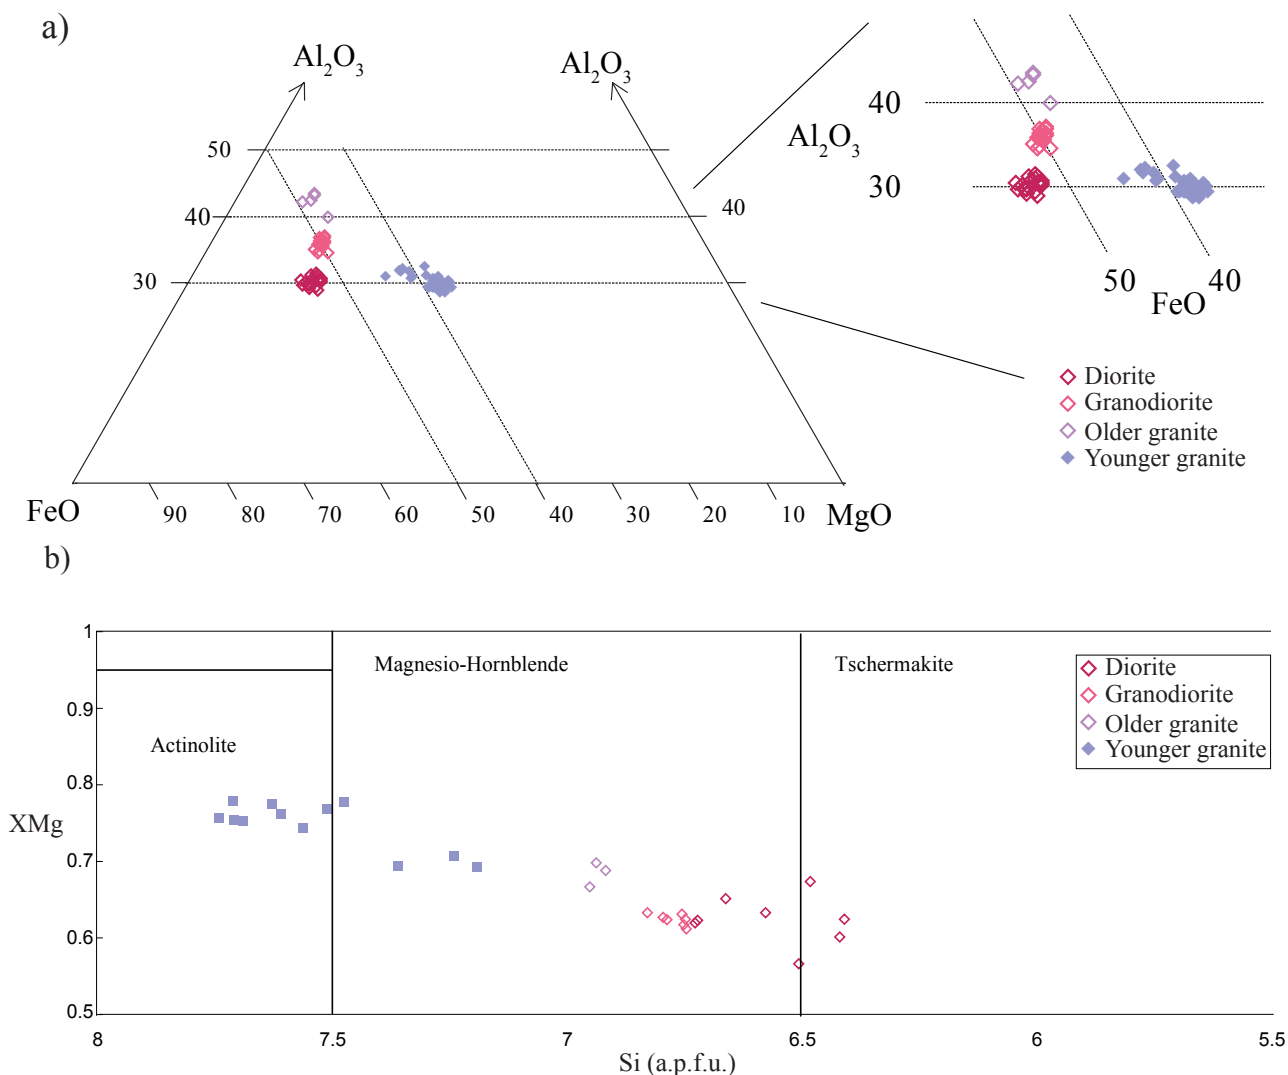 a)
Al₂O₃
Al₂O₃
50
40
40
30
FeO
90
80
70
60
50
40
30
20
10
MgO
40
Al₂O₃
30
50
40
FeO
Diorite
Granodiorite
Older granite
Younger granite
b)
1
Magnesio-Hornblende
Tschermakite
Diorite
Granodiorite
Older granite
Younger granite
0.9
Actinolite
0.8
XMg
0.7
0.6
0.5
8
7.5
7
6.5
6
5.5
Si (a.p.f.u.)